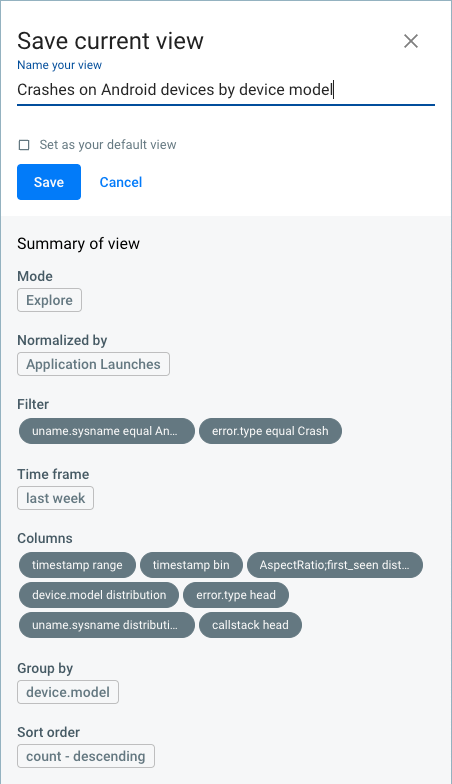 Save current view
Name your view
Crashes on Android devices by device model
Set as your default view
Save Cancel
Summary of view
Mode
Explore
Normalized by
Application Launches
Filter
uname.sysname equal An... error.type equal Crash
Time frame
last week
Columns
timestamp range timestamp bin AspectRatio;first_seen dist...
device.model distribution error.type head
uname.sysname distributi... callstack head
Group by
device.model
Sort order
count - descending